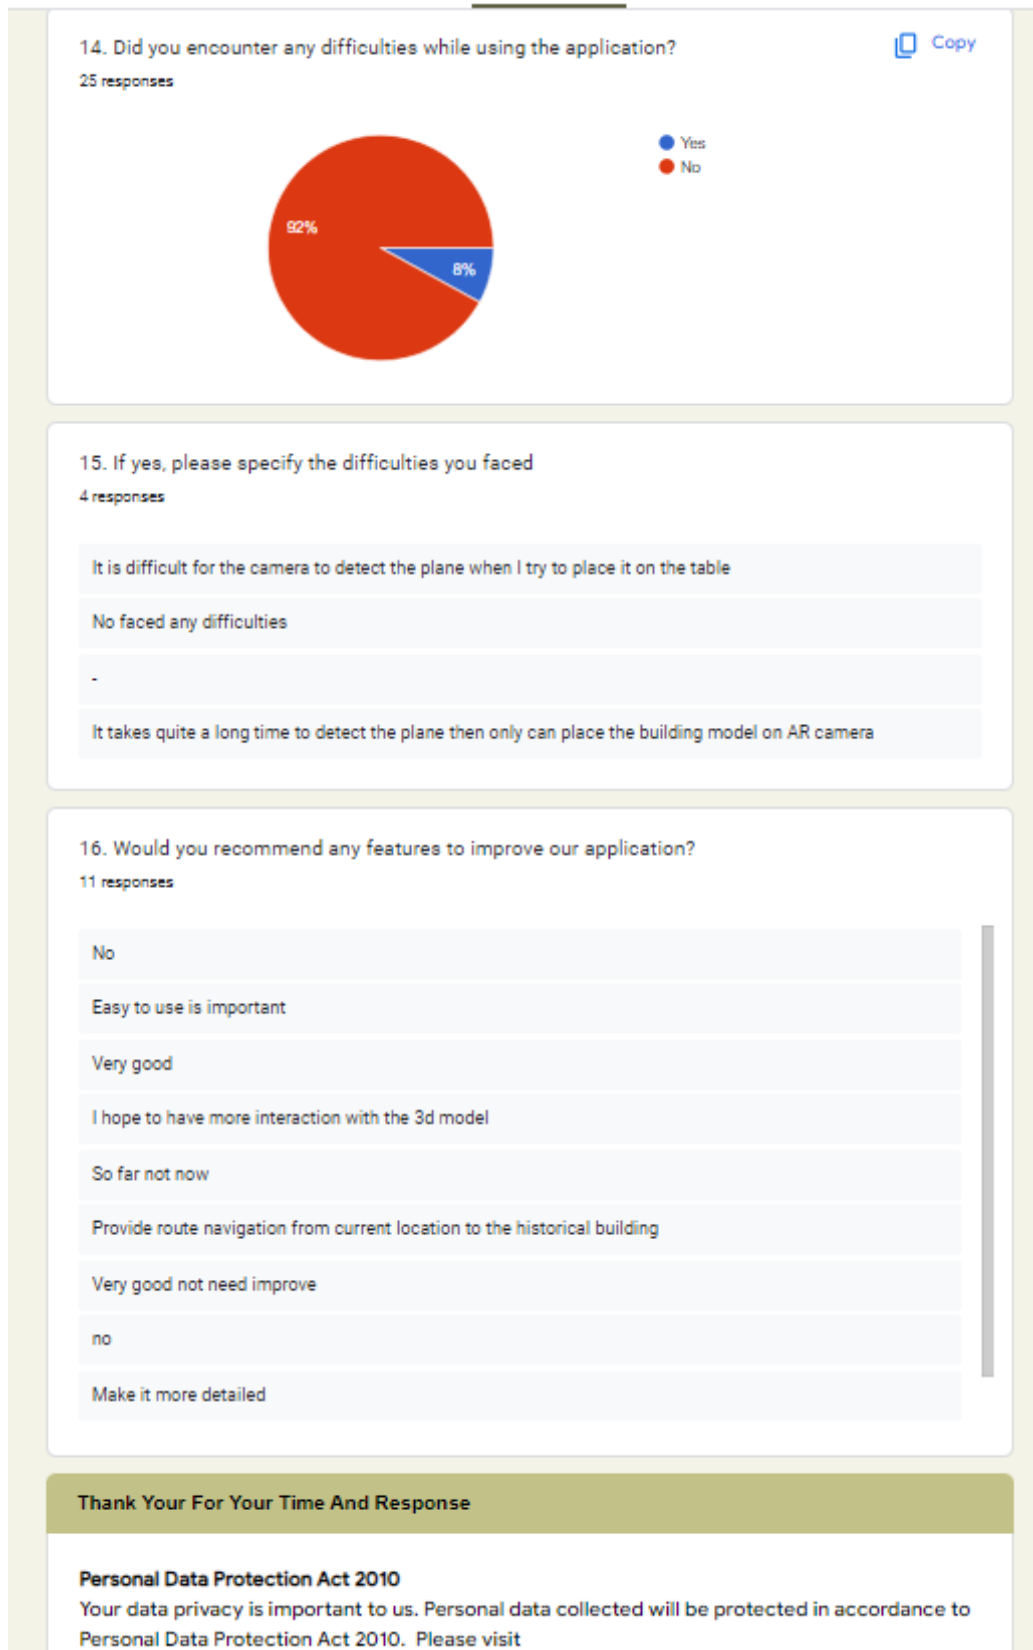 14. Did you encounter any difficulties while using the application?
Copy
25 responses
Yes
No
92%
8%
15. If yes, please specify the difficulties you faced
4 responses
It is difficult for the camera to detect the plane when I try to place it on the table
No faced any difficulties
-
It takes quite a long time to detect the plane then only can place the building model on AR camera
16. Would you recommend any features to improve our application?
11 responses
No
Easy to use is important
Very good
I hope to have more interaction with the 3d model
So far not now
Provide route navigation from current location to the historical building
Very good not need improve
no
Make it more detailed
Thank Your For Your Time And Response
Personal Data Protection Act 2010
Your data privacy is important to us. Personal data collected will be protected in accordance to
Personal Data Protection Act 2010. Please visit